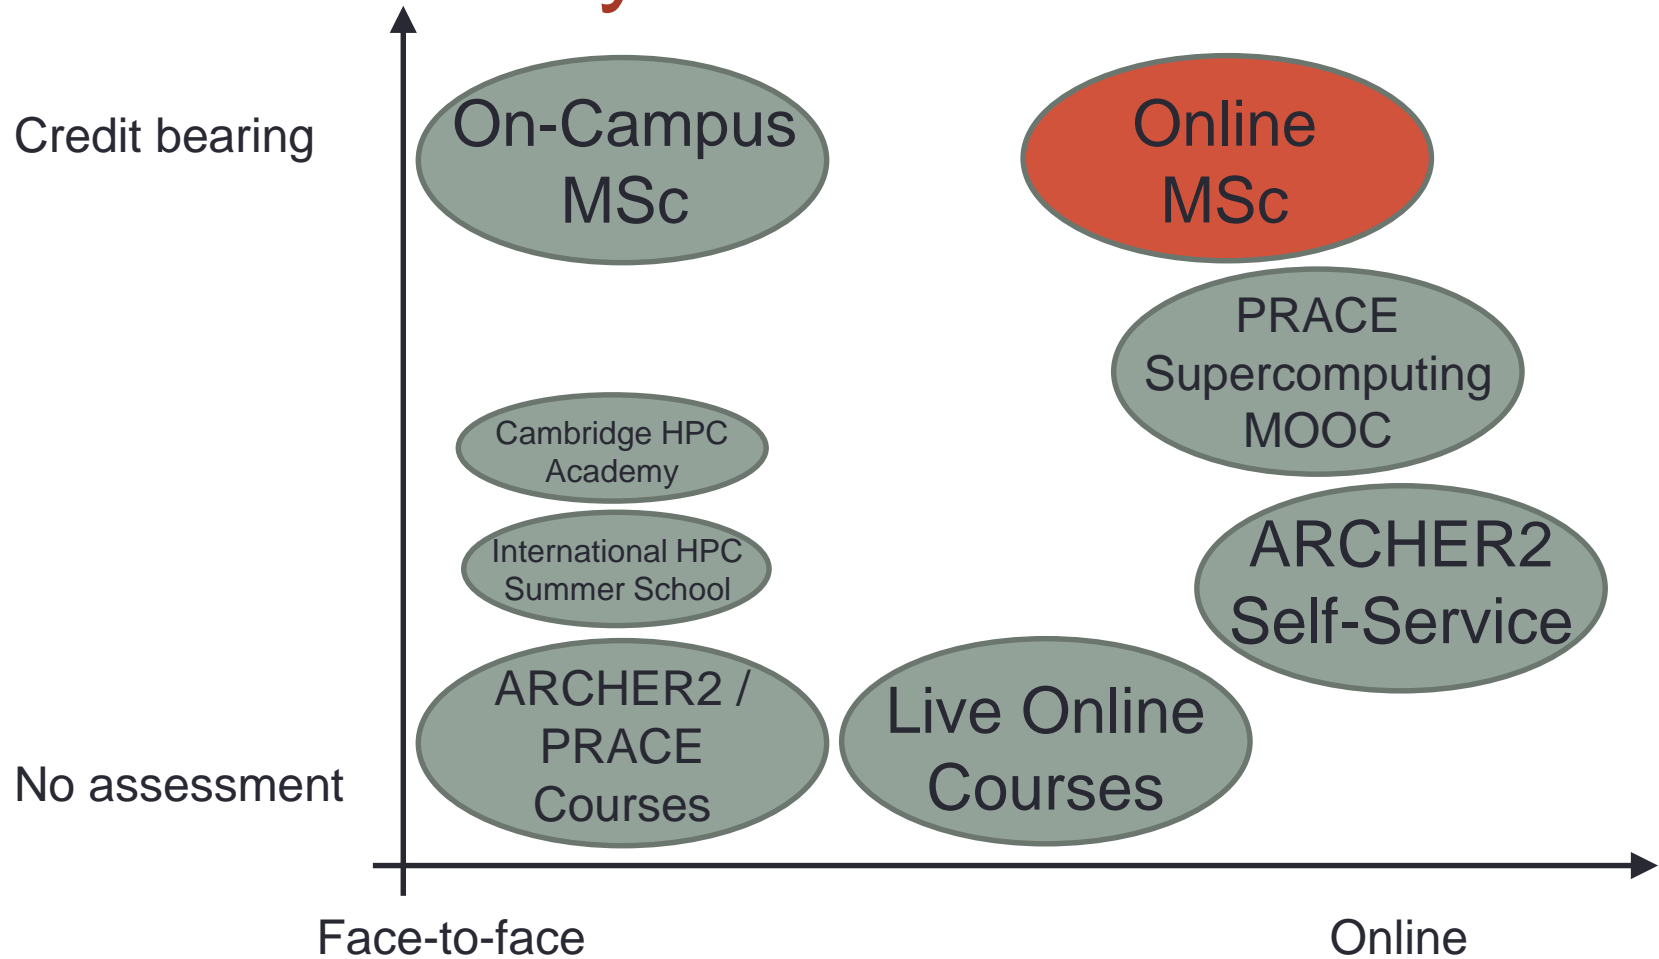 Credit bearing
On-Campus
MSc
Online
MSc
PRACE
Supercomputing
MOOC
Cambridge HPC
Academy
International HPC
Summer School
ARCHER2
Self-Service
ARCHER2 /
PRACE
Courses
Live Online
Courses
No assessment
Face-to-face
Online